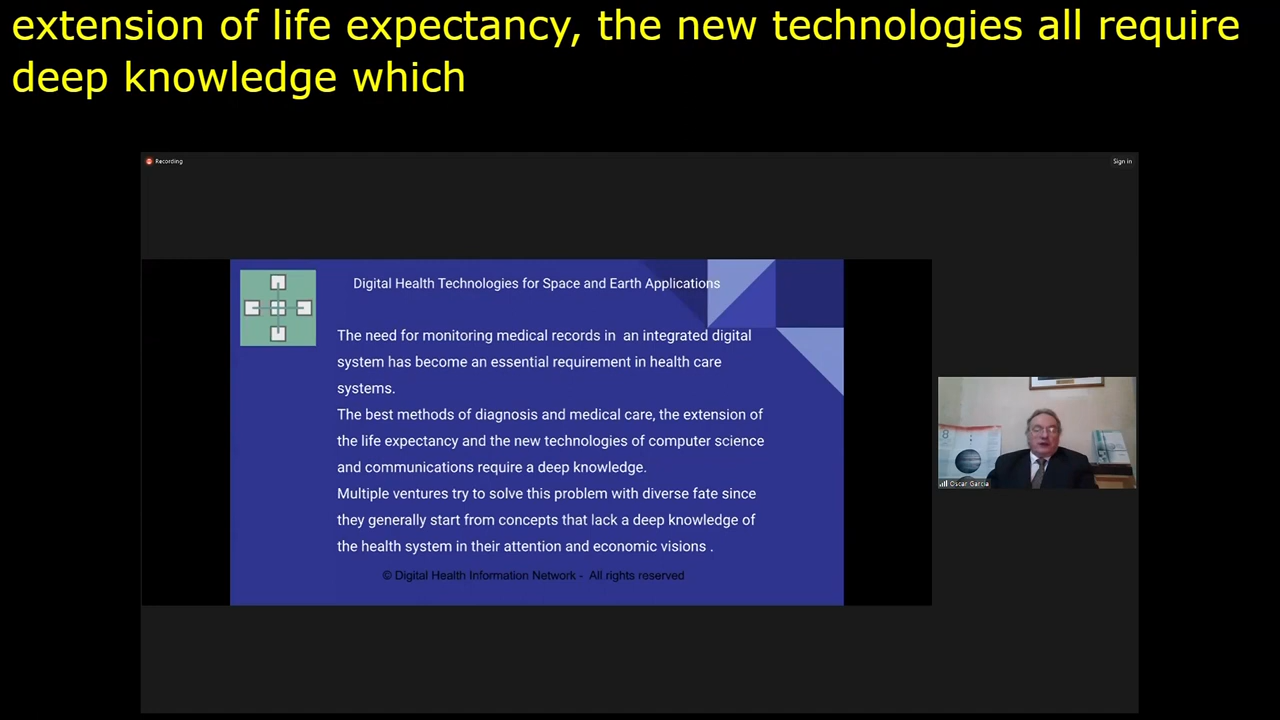 extension of life expectancy, the new technologies all require
deep knowledge which
Recording
Sign in
Digital Health Technologies for Space and Earth Applications
The need for monitoring medical records in  an integrated digital
system has become an essential requirement in health care
systems.
The best methods of diagnosis and medical care, the extension of
the life expectancy and the new technologies of computer science
and communications require a deep knowledge.
Multiple ventures try to solve this problem with diverse fate since
they generally start from concepts that lack a deep knowledge of
the health system in their attention and economic visions .
© Digital Health Information Network -  All rights reserved
8
Oscar Garcia